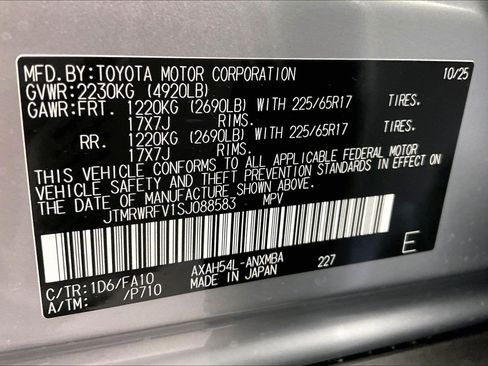 MFD.BY:TOYOTA MOTOR CORPORATION 10/25
GVWR:2230KG (4920LB)
GAWR:FRT. 1220KG (2690LB) WITH 225/65R17 TIRES.
17X7J RIMS.
RR. 1220KG (2690LB) WITH 225/65R17 TIRES.
17X7J RIMS.
THIS VEHICLE CONFORMS TO ALL APPLICABLE FEDERAL MOTOR
VEHICLE SAFETY AND THEFT PREVENTION STANDARDS IN EFFECT ON
THE DATE OF MANUFACTURE SHOWN ABOVE.
JTMRWRFV1SJ088583 MPV
E
C/TR:1D6/FA10 AXAH54L-ANXMBA 227
A/TM: /P710 MADE IN JAPAN